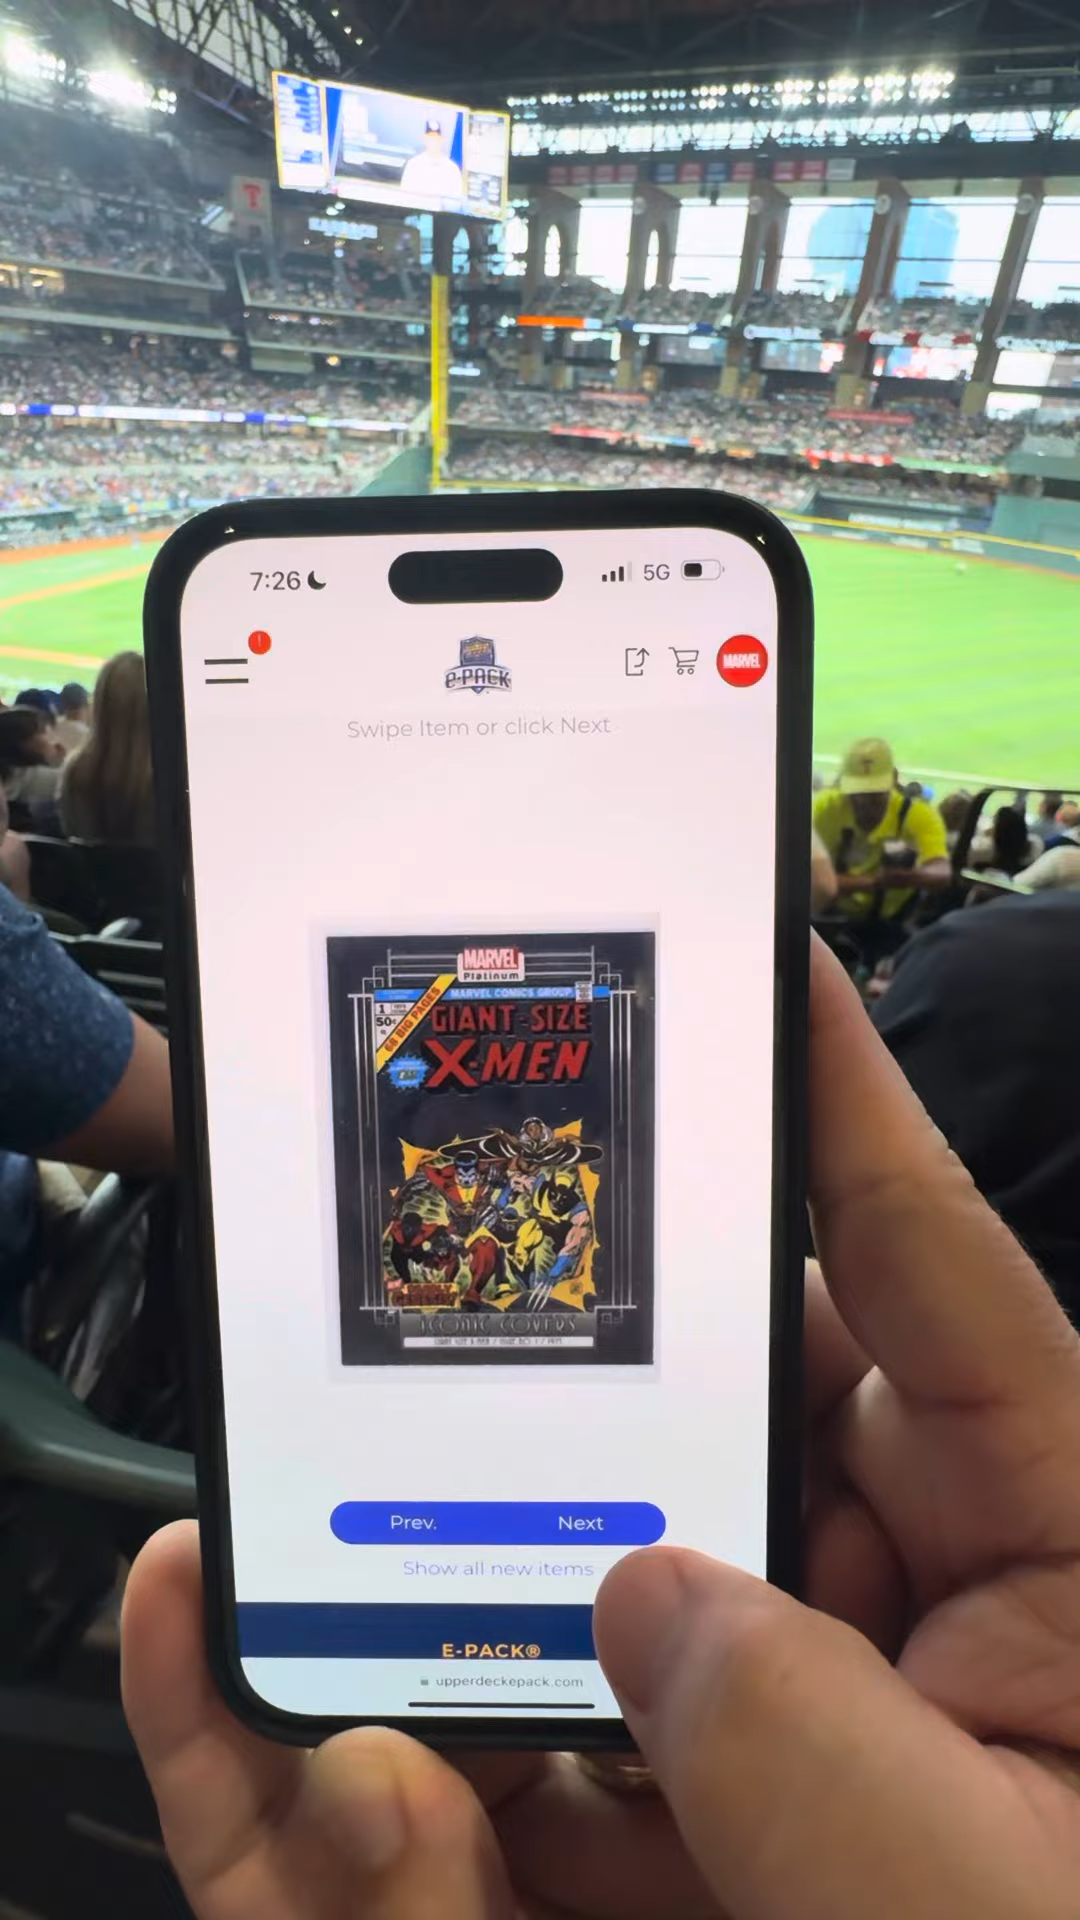 T
7:26
5G
!
e-PACK
MARVEL
Swipe Item or click Next
MARVEL
Platinum
MARVEL COMICS GROUP
1
50¢
68 BIG PAGES
GIANT-SIZE
X-MEN
ICONIC COVERS
Prev.
Next
Show all new items
E-PACK®
upperdeckepack.com